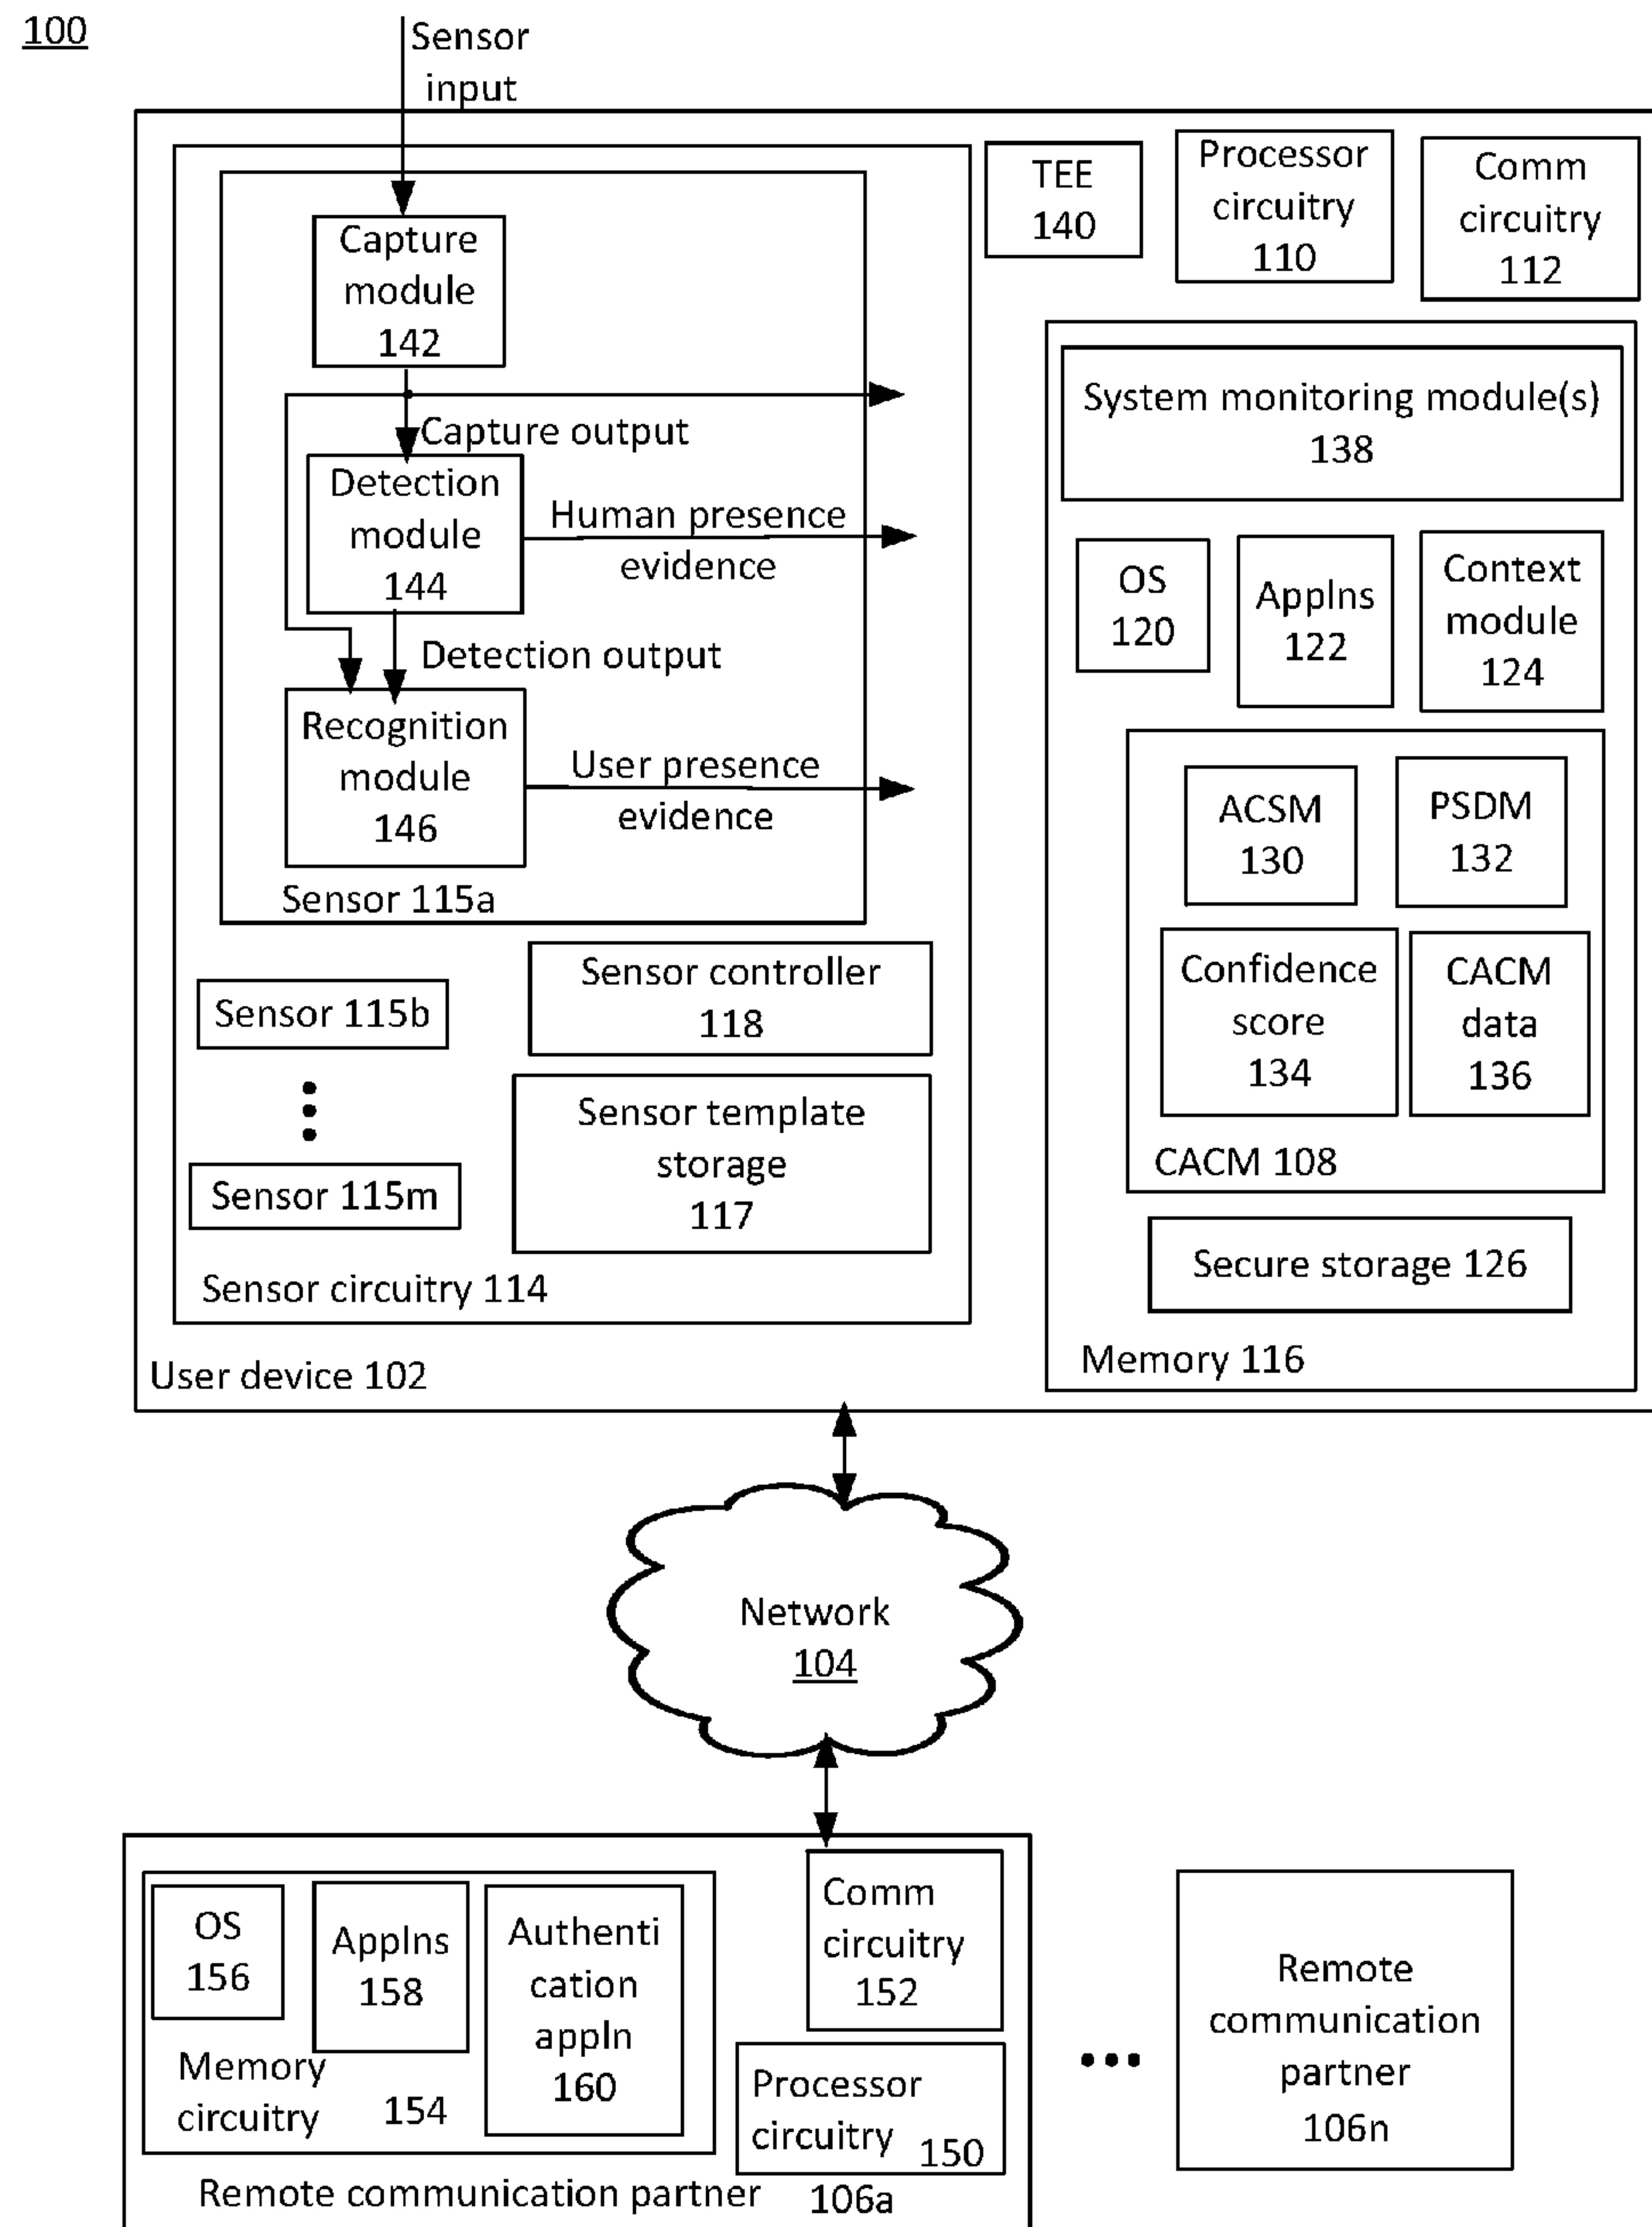 100
Sensor
input
Capture
module
142
Capture output
Detection
module
144
Human presence
evidence
Detection output
Recognition
module
146
User presence
evidence
Sensor 115a
Sensor 115b
Sensor 115m
Sensor controller
118
Sensor template
storage
117
Sensor circuitry 114
User device 102
TEE
140
Processor
circuitry
110
Comm
circuitry
112
System monitoring module(s)
138
OS
120
Applns
122
Context
module
124
ACSM
130
PSDM
132
Confidence
score
134
CACM
data
136
CACM 108
Secure storage 126
Memory 116
Network
104
OS
156
Applns
158
Authenti
cation
appln
160
Memory
circuitry 154
Comm
circuitry
152
Processor
circuitry 150
Remote communication partner 106a
Remote
communication
partner
106n